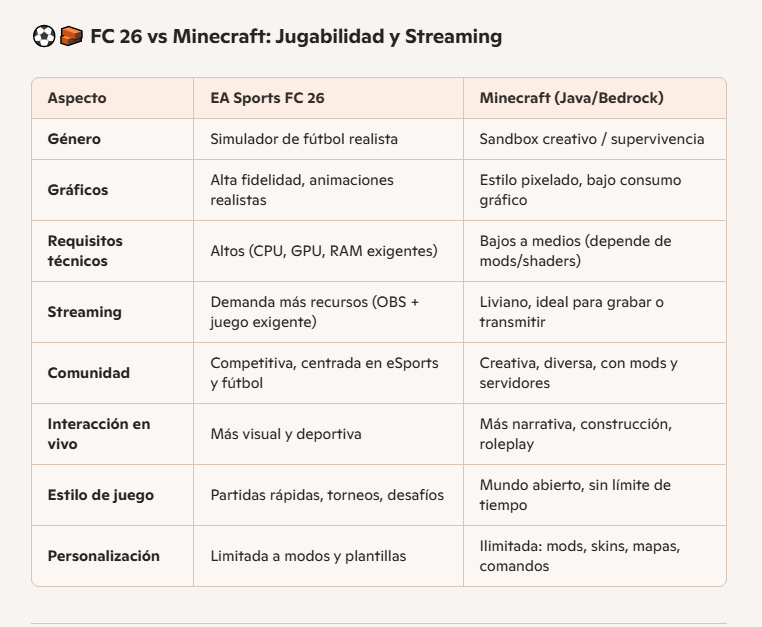 ⚽🧱 FC 26 vs Minecraft: Jugabilidad y Streaming
Aspecto EA Sports FC 26 Minecraft (Java/Bedrock)
Género Simulador de fútbol realista Sandbox creativo / supervivencia
Gráficos
Alta fidelidad, animaciones
realistas
Estilo pixelado, bajo consumo
gráfico
Requisitos
técnicos
Altos (CPU, GPU, RAM exigentes)
Bajos a medios (depende de
mods/shaders)
Streaming
Demanda más recursos (OBS +
juego exigente)
Liviano, ideal para grabar o
transmitir
Comunidad
Competitiva, centrada en eSports
y fútbol
Creativa, diversa, con mods y
servidores
Interacción en
vivo
Más visual y deportiva
Más narrativa, construcción,
roleplay
Estilo de juego
Partidas rápidas, torneos, desafíos
Mundo abierto, sin límite de
tiempo
Personalización
Limitada a modos y plantillas
Ilimitada: mods, skins, mapas,
comandos